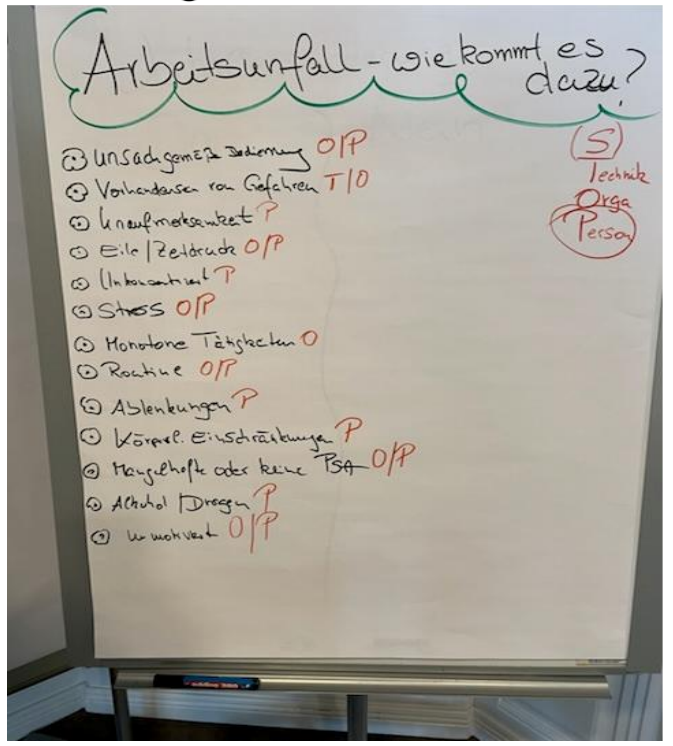 Arbeitsunfall - wie kommt es
dazu?
(S)
Technik
Orga
Person
unsachgemäße Bedienung O/P
Vorhandensein von Gefahren T/O
Unaufmerksamkeit P
Eile/Zeitdruck O/P
Unkonzentriert P
Stress O/P
Monotone Tätigkeiten O
Routine O/P
Ablenkungen P
Körperl. Einschränkungen P
Mangelhafte oder keine PSA O/P
Alkohol/Drogen P
Unmotiviert O/P